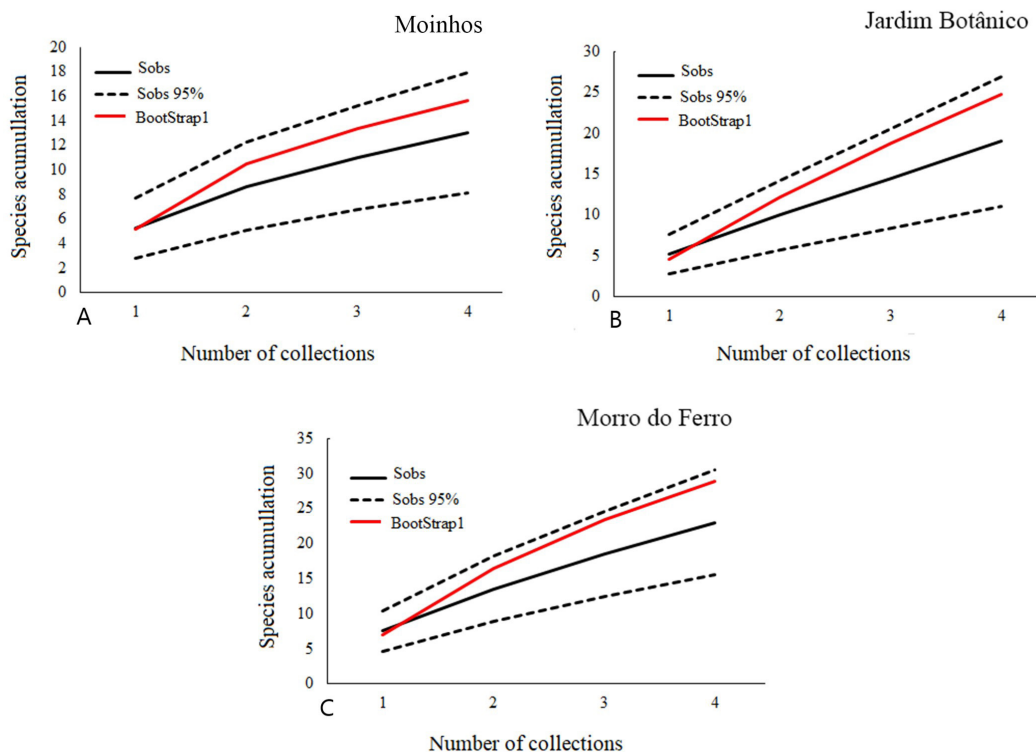 Moinhos
Species acumullation
20
18
16
14
12
10
8
6
4
2
0
Sobs
Sobs 95%
BootStrap1
1 2 3 4
A
Number of collections
Jardim Botânico
Species acumullation
30
25
20
15
10
5
0
Sobs
Sobs 95%
BootStrap1
1 2 3 4
B
Number of collections
Morro do Ferro
Species acumullation
35
30
25
20
15
10
5
0
Sobs
Sobs 95%
BootStrap1
1 2 3 4
C
Number of collections